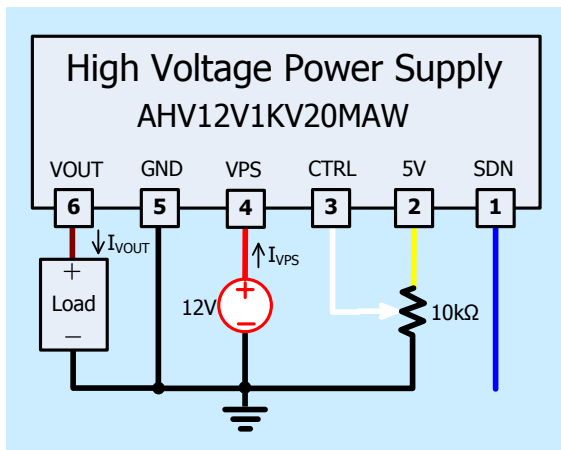 High Voltage Power Supply
AHV12V1KV20MAW
VOUT GND VPS CTRL 5V SDN
6 5 4 3 2 1
IVOUT IVPS
+ +
Load 12V 10kΩ
− −